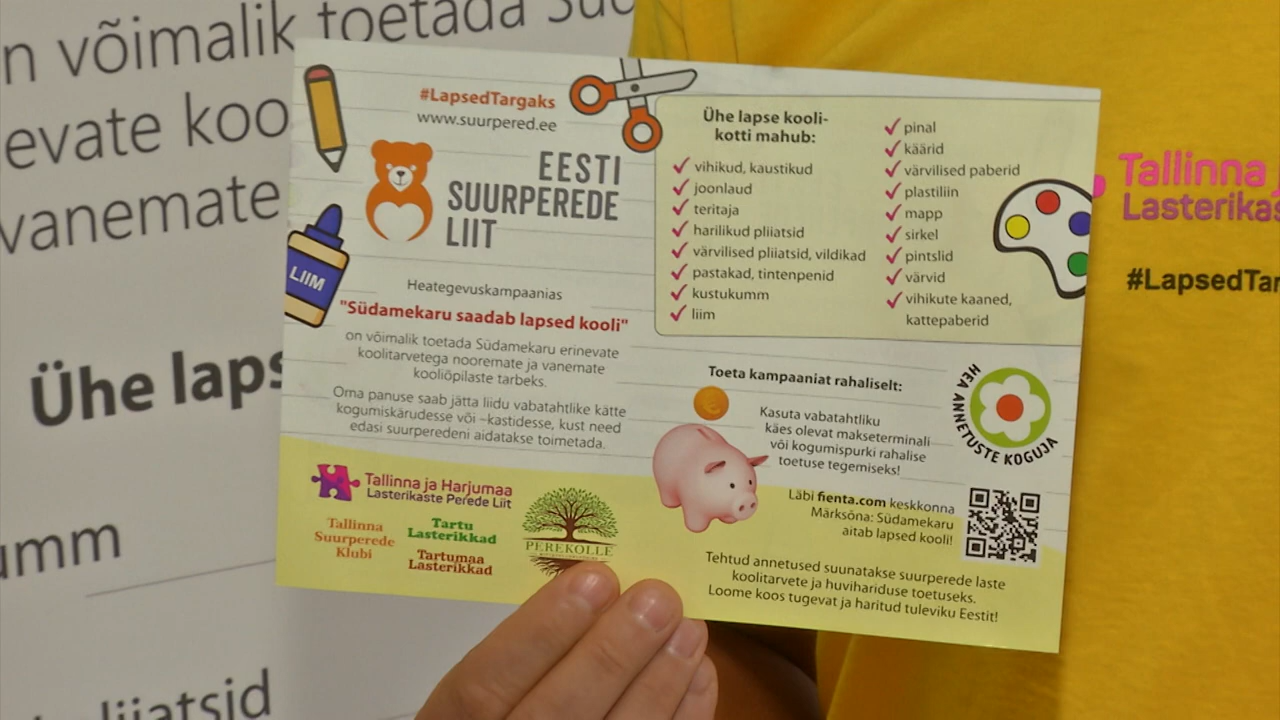 n võimalik toetada
evate koo
vanemate
Ühe laps
umm
#LapsedTargaks
www.suurpered.ee
EESTI
SUURPEREDE
LIIT
LIIM
Heategevuskampaanias
"Südamekaru saadab lapsed kooli"
on võimalik toetada Südamekaru erinevate
koolitarvetega nooremate ja vanemate
kooliõpilaste tarbeks.
Oma panuse saab jätta liidu vabatahtlike kätte
kogumiskärudesse või -kastidesse, kust need
edasi suurperedeni aidatakse toimetada.
Tallinna ja Harjumaa
Lasterikaste Perede Liit
Tallinna
Suurperede
Klubi
Tartu
Lasterikkad
Tartumaa
Lasterikkad
PEREKOLLE
Ühe lapse kooli-
kotti mahub:
vihikud, kaustikud
joonlaud
teritaja
harilikud pliiatsid
värvilised pliiatsid, vildikad
pastakad, tintenpenid
kustukumm
liim
pinal
käärid
värvilised paberid
plastiliin
mapp
sirkel
pintslid
värvid
vihikute kaaned,
kattepaberid
Toeta kampaaniat rahaliselt:
Kasuta vabatahtliku
käes olevat makseterminali
või kogumispurki rahalise
toetuse tegemiseks!
HEA ANNETUSTE KOGUJA
Läbi fienta.com keskkonna
Märksõna: Südamekaru
aitab lapsed kooli!
Tehtud annetused suunatakse suurperede laste
koolitarvete ja huvihariduse toetuseks.
Loome koos tugevat ja haritud tuleviku Eestit!
Tallinna
Lasterikas
#LapsedTar